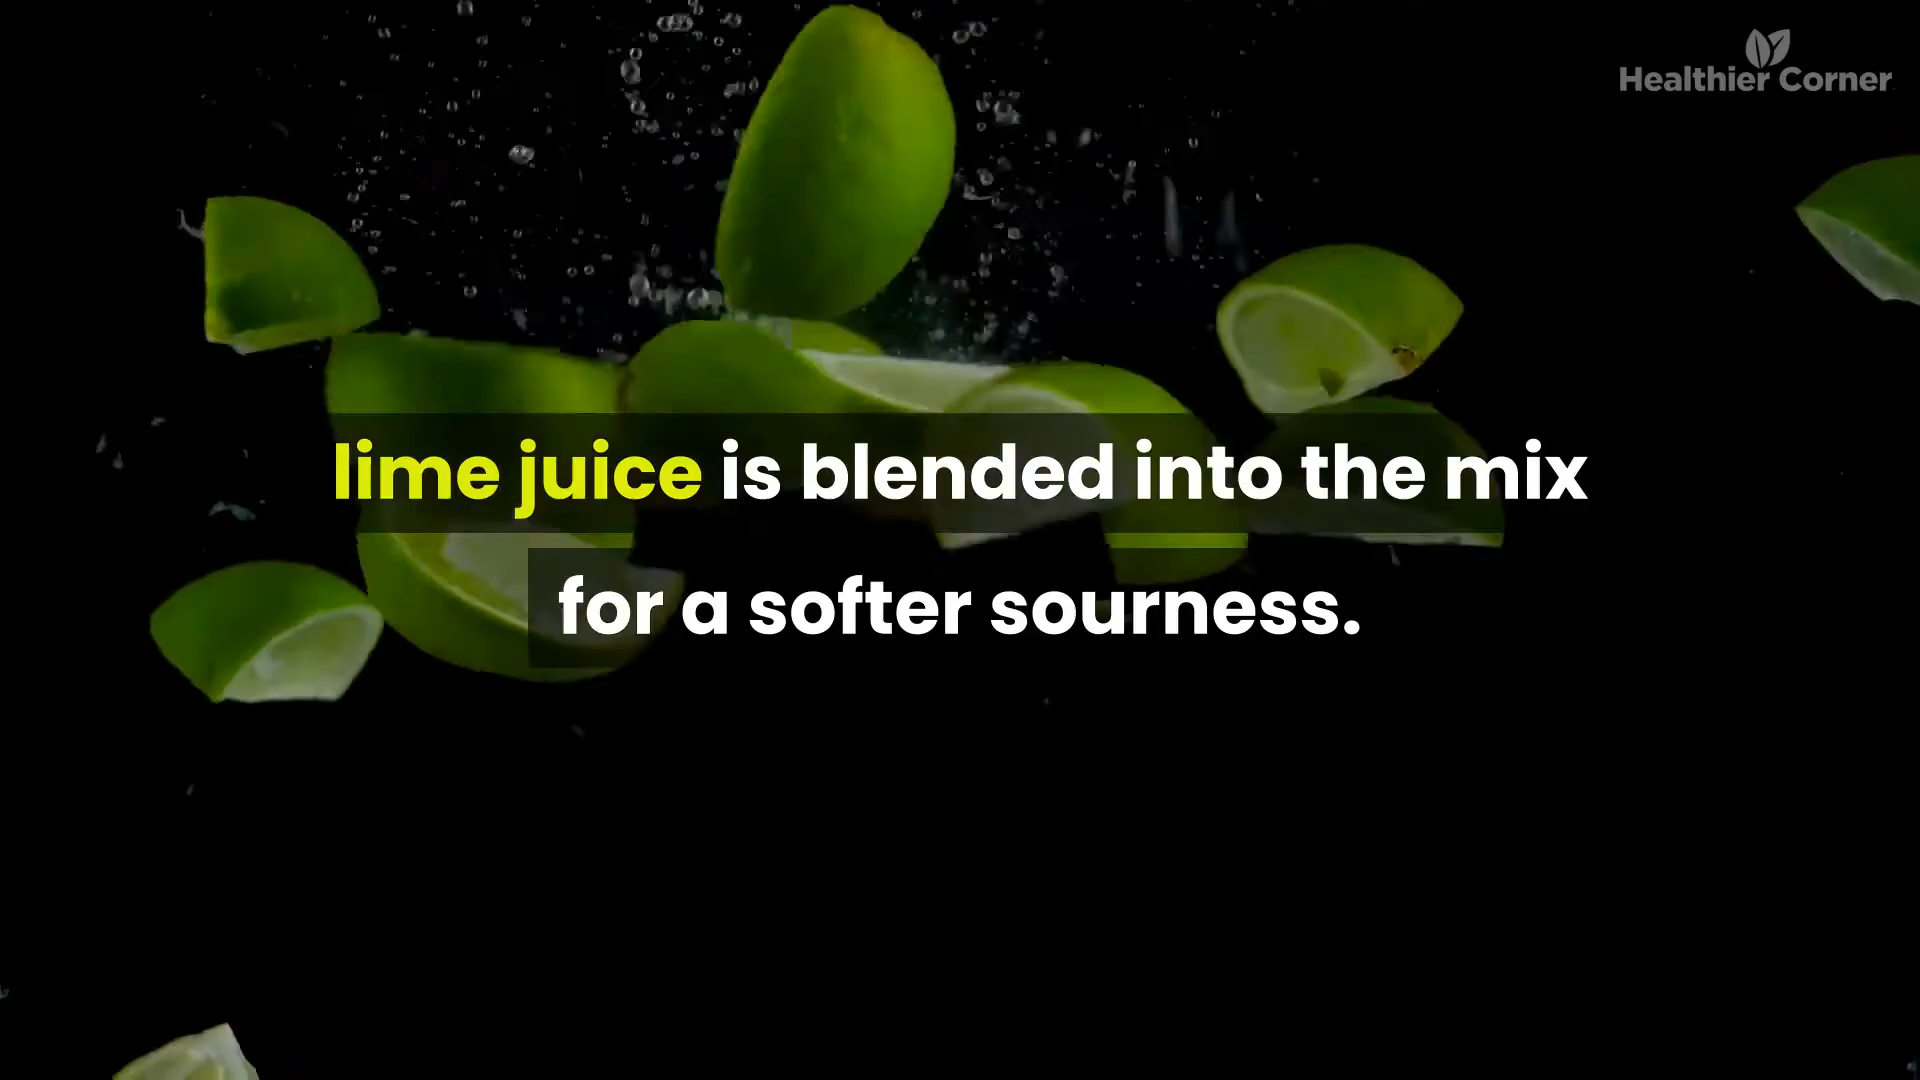 Healthier Corner
lime juice is blended into the mix
for a softer sourness.